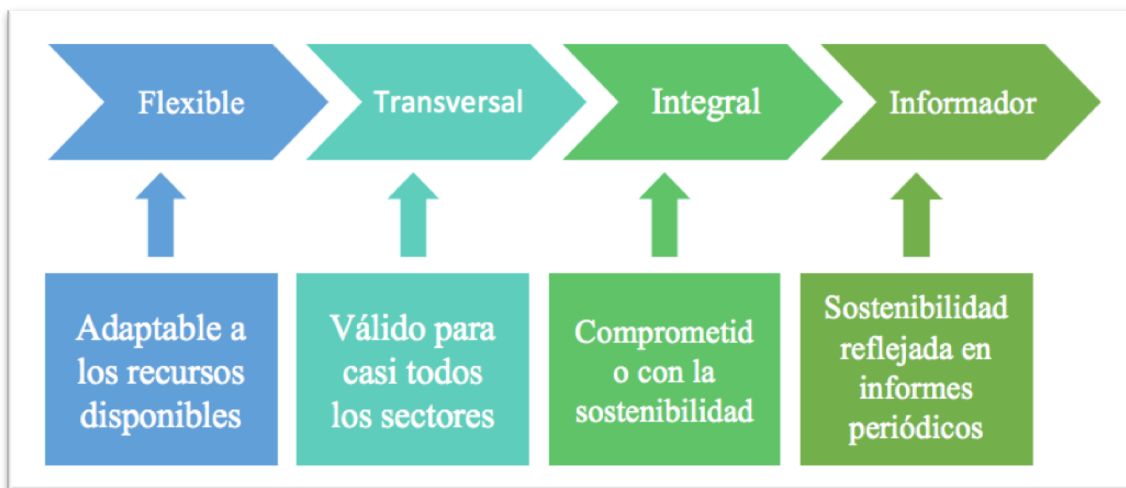 Flexible
Transversal
Integral
Informador
Adaptable a
los recursos
disponibles
Válido para
casi todos
los sectores
Comprometid
o con la
sostenibilidad
Sostenibilidad
reflejada en
informes
periódicos